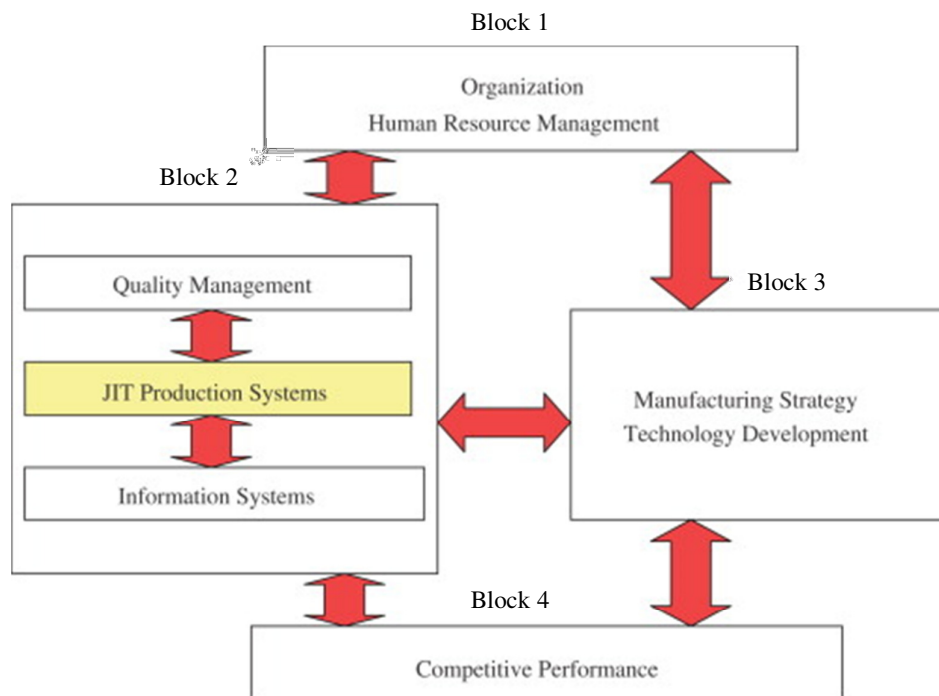 Block 1
Organization
Human Resource Management
Block 2
Quality Management
JIT Production Systems
Information Systems
Block 3
Manufacturing Strategy
Technology Development
Block 4
Competitive Performance